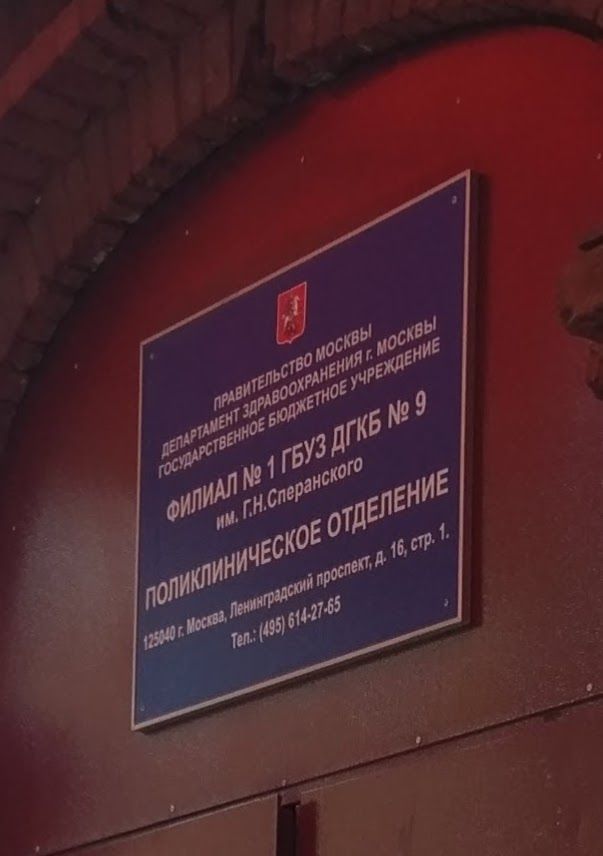 ПРАВИТЕЛЬСТВО МОСКВЫ
ДЕПАРТАМЕНТ ЗДРАВООХРАНЕНИЯ г. МОСКВЫ
ГОСУДАРСТВЕННОЕ БЮДЖЕТНОЕ УЧРЕЖДЕНИЕ
ФИЛИАЛ № 1 ГБУЗ ДГКБ № 9
им. Г.Н.Сперанского
ПОЛИКЛИНИЧЕСКОЕ ОТДЕЛЕНИЕ
125040 г. Москва, Ленинградский проспект, д. 16, стр. 1.
Тел.: (495) 614-27-65